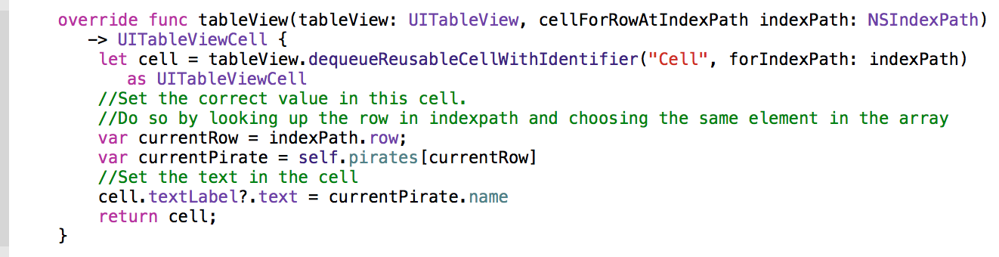 override func tableView(tableView: UITableView, cellForRowAtIndexPath indexPath: NSIndexPath)
-> UITableViewCell {
let cell = tableView.dequeueReusableCellWithIdentifier("Cell", forIndexPath: indexPath)
as UITableViewCell
//Set the correct value in this cell.
//Do so by looking up the row in indexpath and choosing the same element in the array
var currentRow = indexPath.row;
var currentPirate = self.pirates[currentRow]
//Set the text in the cell
cell.textLabel?.text = currentPirate.name
return cell;
}